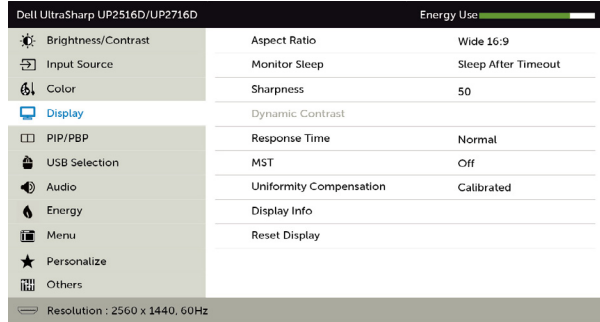 Dell UltraSharp UP2516D/UP2716D Energy Use
Brightness/Contrast Aspect Ratio Wide 16:9
Input Source Monitor Sleep Sleep After Timeout
Color Sharpness 50
Display Dynamic Contrast
PIP/PBP Response Time Normal
USB Selection MST Off
Audio Uniformity Compensation Calibrated
Energy Display Info
Menu Reset Display
Personalize
Others
Resolution : 2560 x 1440, 60Hz